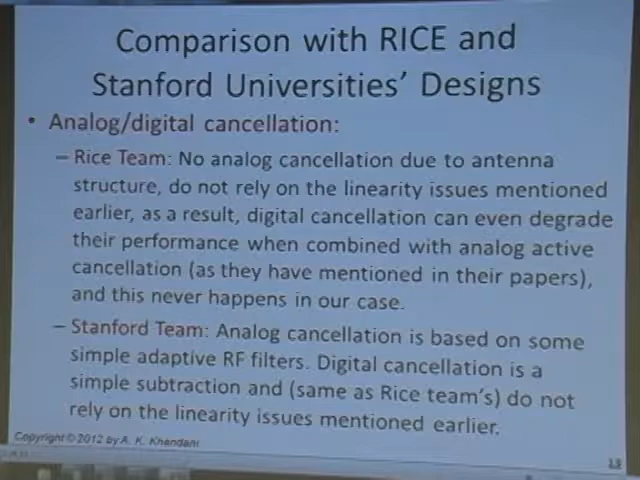 Comparison with RICE and
Stanford Universities' Designs
• Analog/digital cancellation:
– Rice Team: No analog cancellation due to antenna
structure, do not rely on the linearity issues mentioned
earlier, as a result, digital cancellation can even degrade
their performance when combined with analog active
cancellation (as they have mentioned in their papers),
and this never happens in our case.
– Stanford Team: Analog cancellation is based on some
simple adaptive RF filters. Digital cancellation is a
simple subtraction and (same as Rice team's) do not
rely on the linearity issues mentioned earlier.
Copyright © 2012 by A. K. Khandani
13